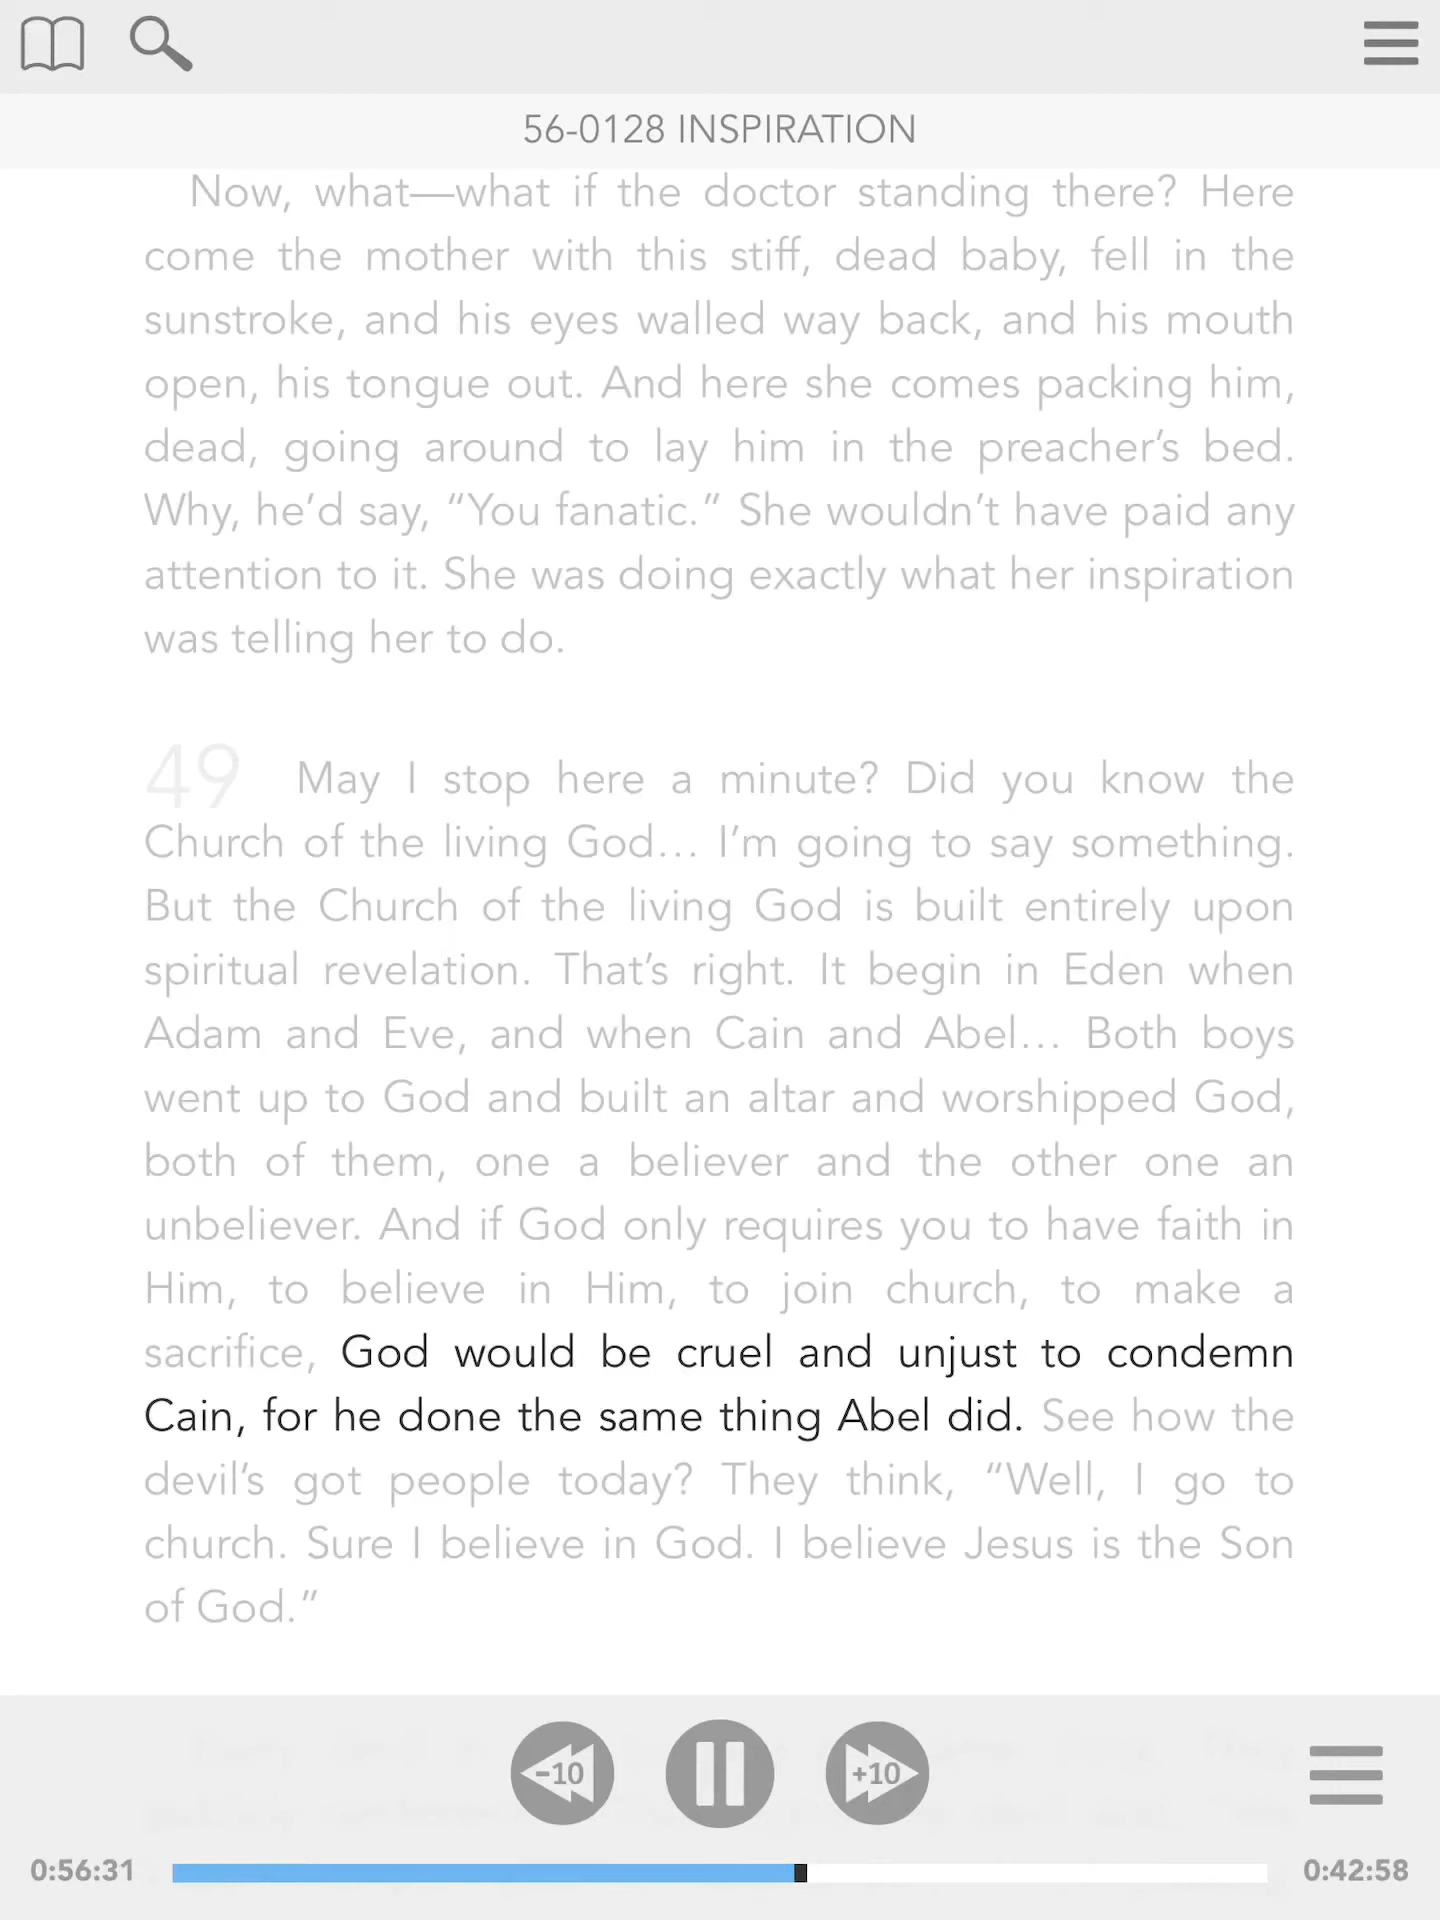 56-0128 INSPIRATION
Now, what—what if the doctor standing there? Here
come the mother with this stiff, dead baby, fell in the
sunstroke, and his eyes walled way back, and his mouth
open, his tongue out. And here she comes packing him,
dead, going around to lay him in the preacher’s bed.
Why, he’d say, “You fanatic.” She wouldn’t have paid any
attention to it. She was doing exactly what her inspiration
was telling her to do.
49 May I stop here a minute? Did you know the
Church of the living God… I’m going to say something.
But the Church of the living God is built entirely upon
spiritual revelation. That’s right. It begin in Eden when
Adam and Eve, and when Cain and Abel… Both boys
went up to God and built an altar and worshipped God,
both of them, one a believer and the other one an
unbeliever. And if God only requires you to have faith in
Him, to believe in Him, to join church, to make a
sacrifice, God would be cruel and unjust to condemn
Cain, for he done the same thing Abel did. See how the
devil’s got people today? They think, “Well, I go to
church. Sure I believe in God. I believe Jesus is the Son
of God.”
-10 +10
0:56:31 0:42:58